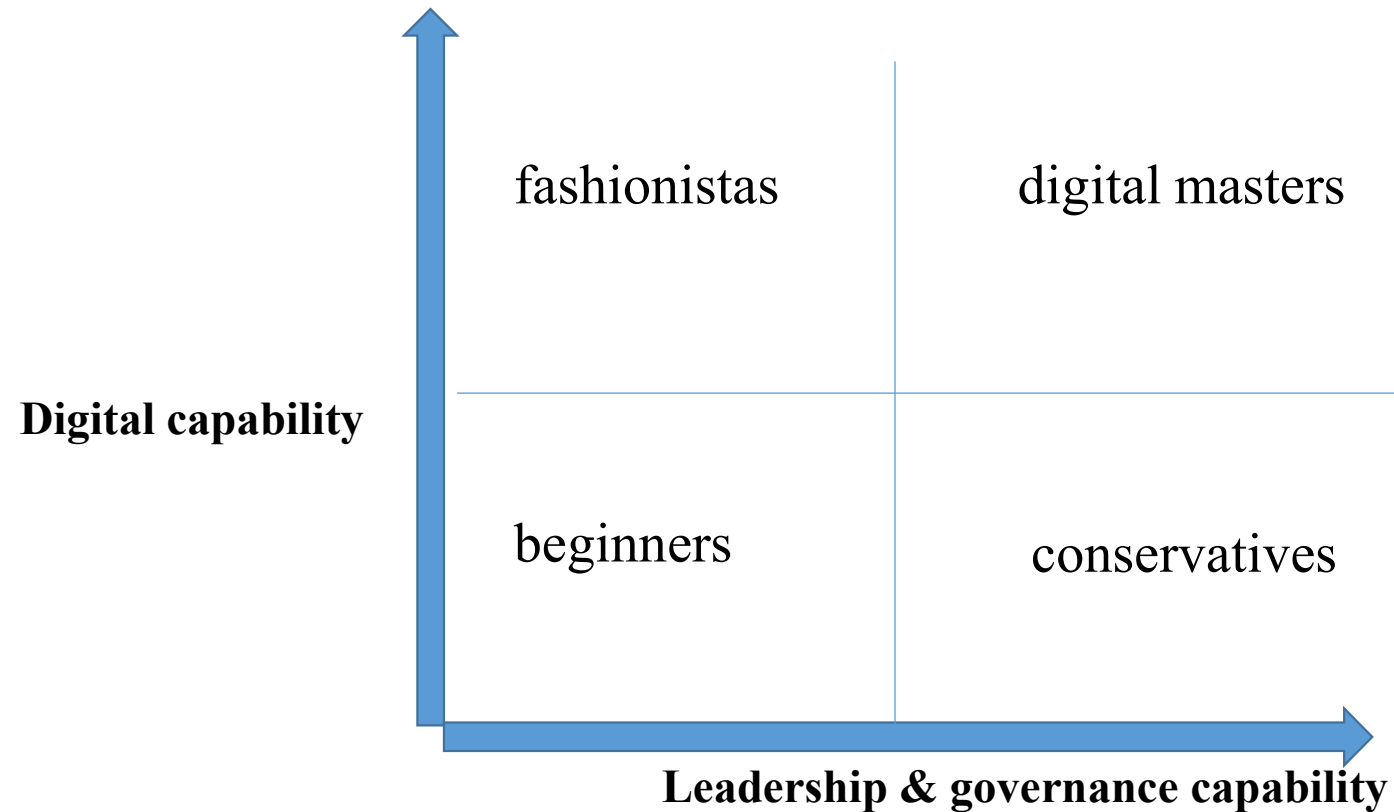 fashionistas
digital masters
Digital capability
beginners
conservatives
Leadership & governance capability